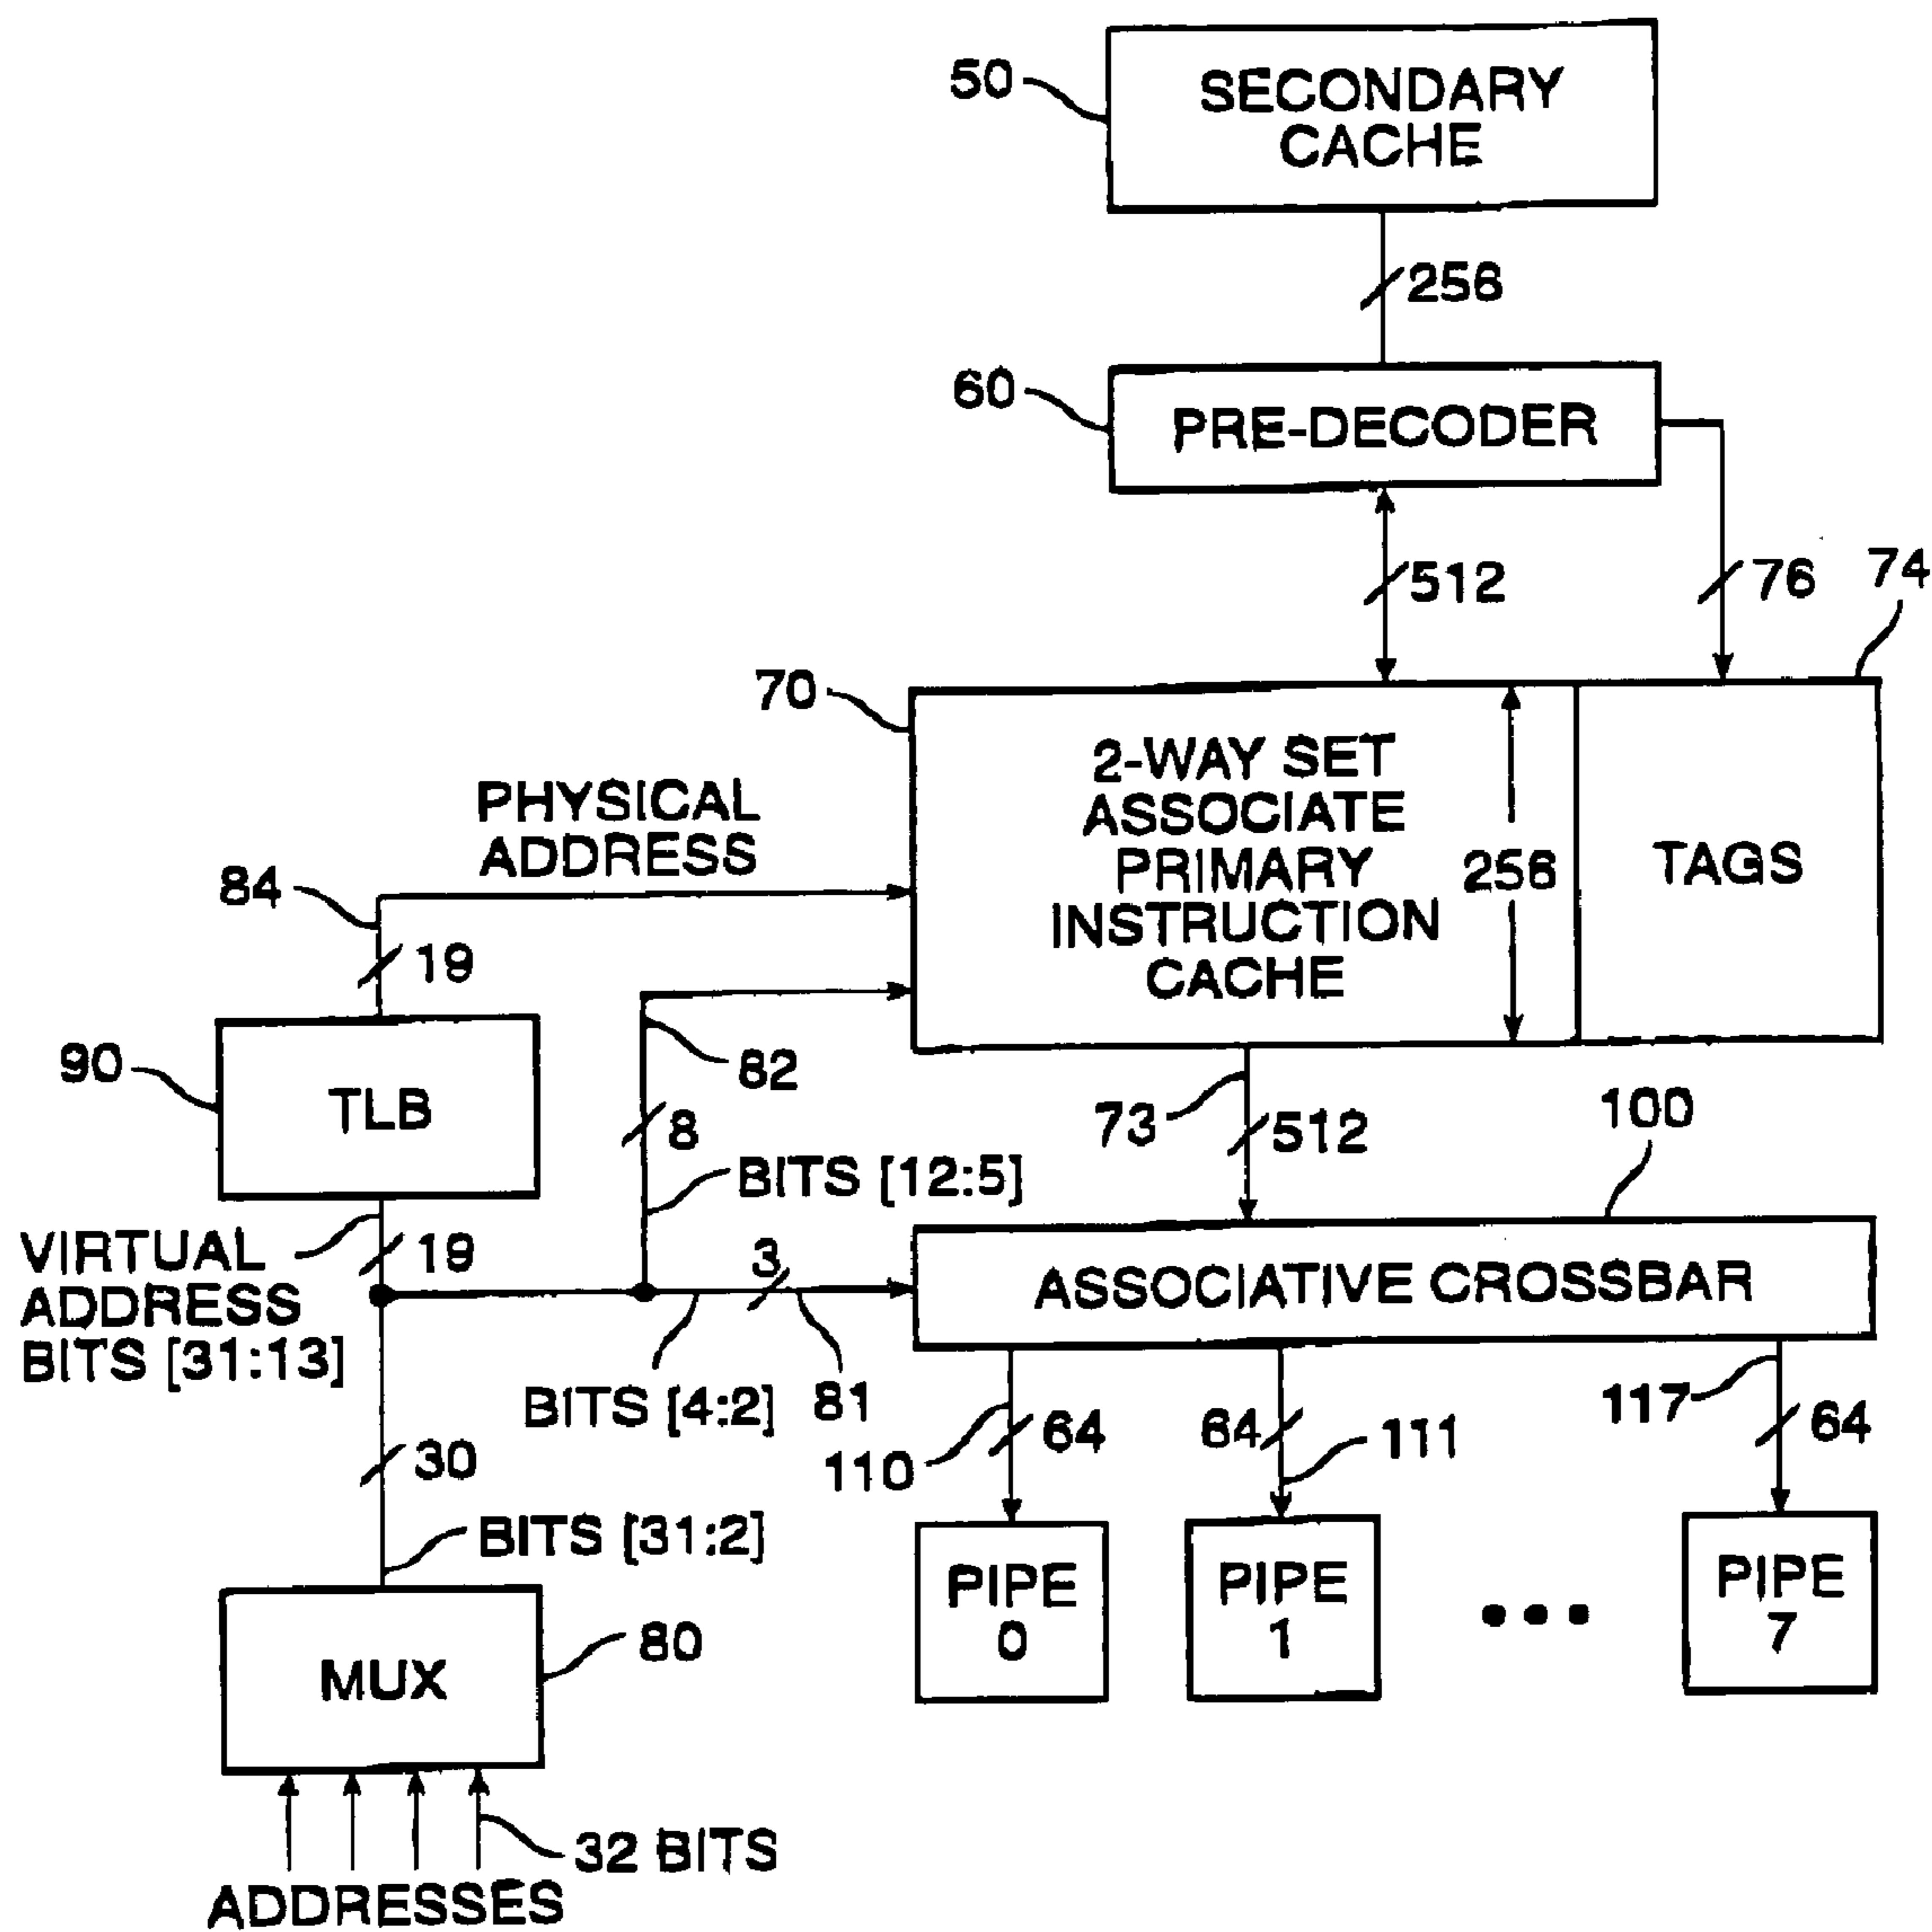 50
SECONDARY
CACHE
256
60
PRE-DECODER
512
76
74
70
2-WAY SET
ASSOCIATE
PRIMARY
INSTRUCTION
CACHE
256
TAGS
PHYSICAL
ADDRESS
84
19
82
90
TLB
8
73
512
100
BITS [12:5]
VIRTUAL
ADDRESS
BITS [31:13]
19
3
ASSOCIATIVE CROSSBAR
BITS [4:2]
81
110
64
64
111
117
64
30
BITS [31:2]
PIPE
0
PIPE
1
PIPE
7
MUX
80
32 BITS
ADDRESSES